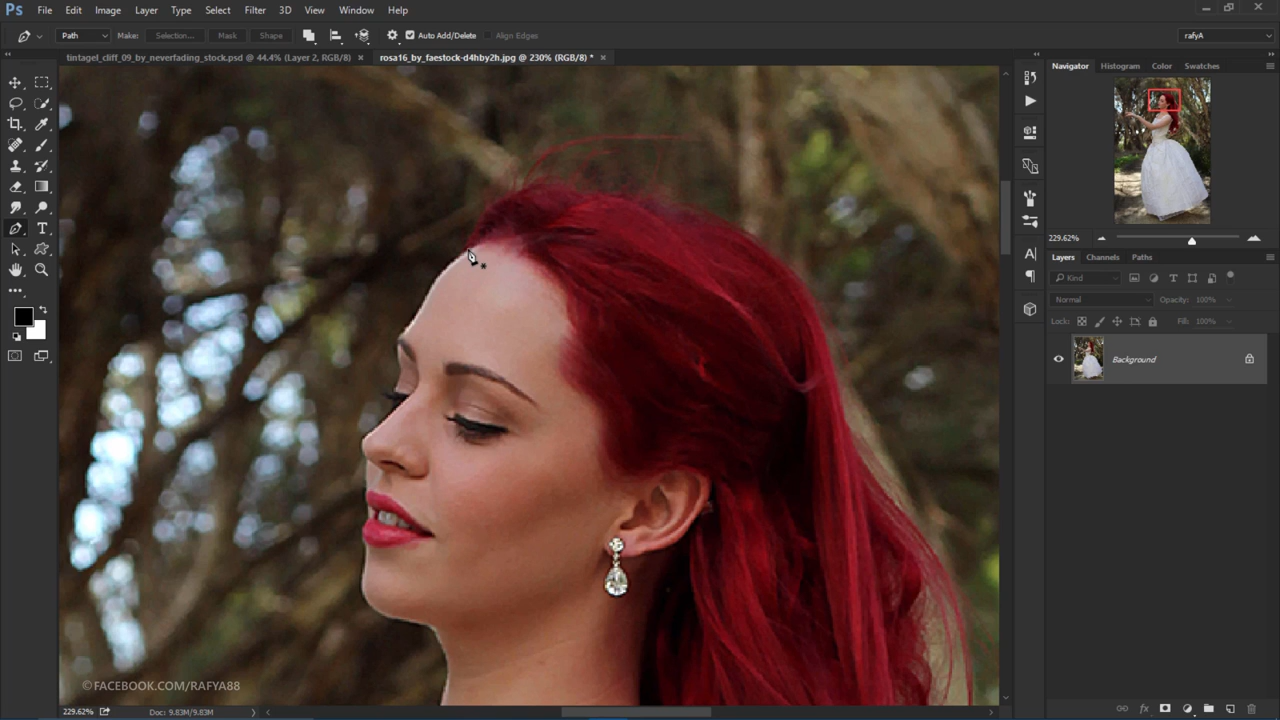 Ps File Edit Image Layer Type Select Filter 3D View Window Help
Path Make: Selection... Mask Shape Auto Add/Delete Align Edges rafyA
tintagel_cliff_09_by_neverfading_stock.psd @ 44.4% (Layer 2, RGB/8) × rosa16_by_faestock-d4hby2h.jpg @ 230% (RGB/8) * ×
Navigator Histogram Color Swatches
229.62%
Layers Channels Paths
Kind
Normal Opacity: 100%
Lock: Fill: 100%
Background
©FACEBOOK.COM/RAFYA88
229.62% Doc: 9.83M/9.83M